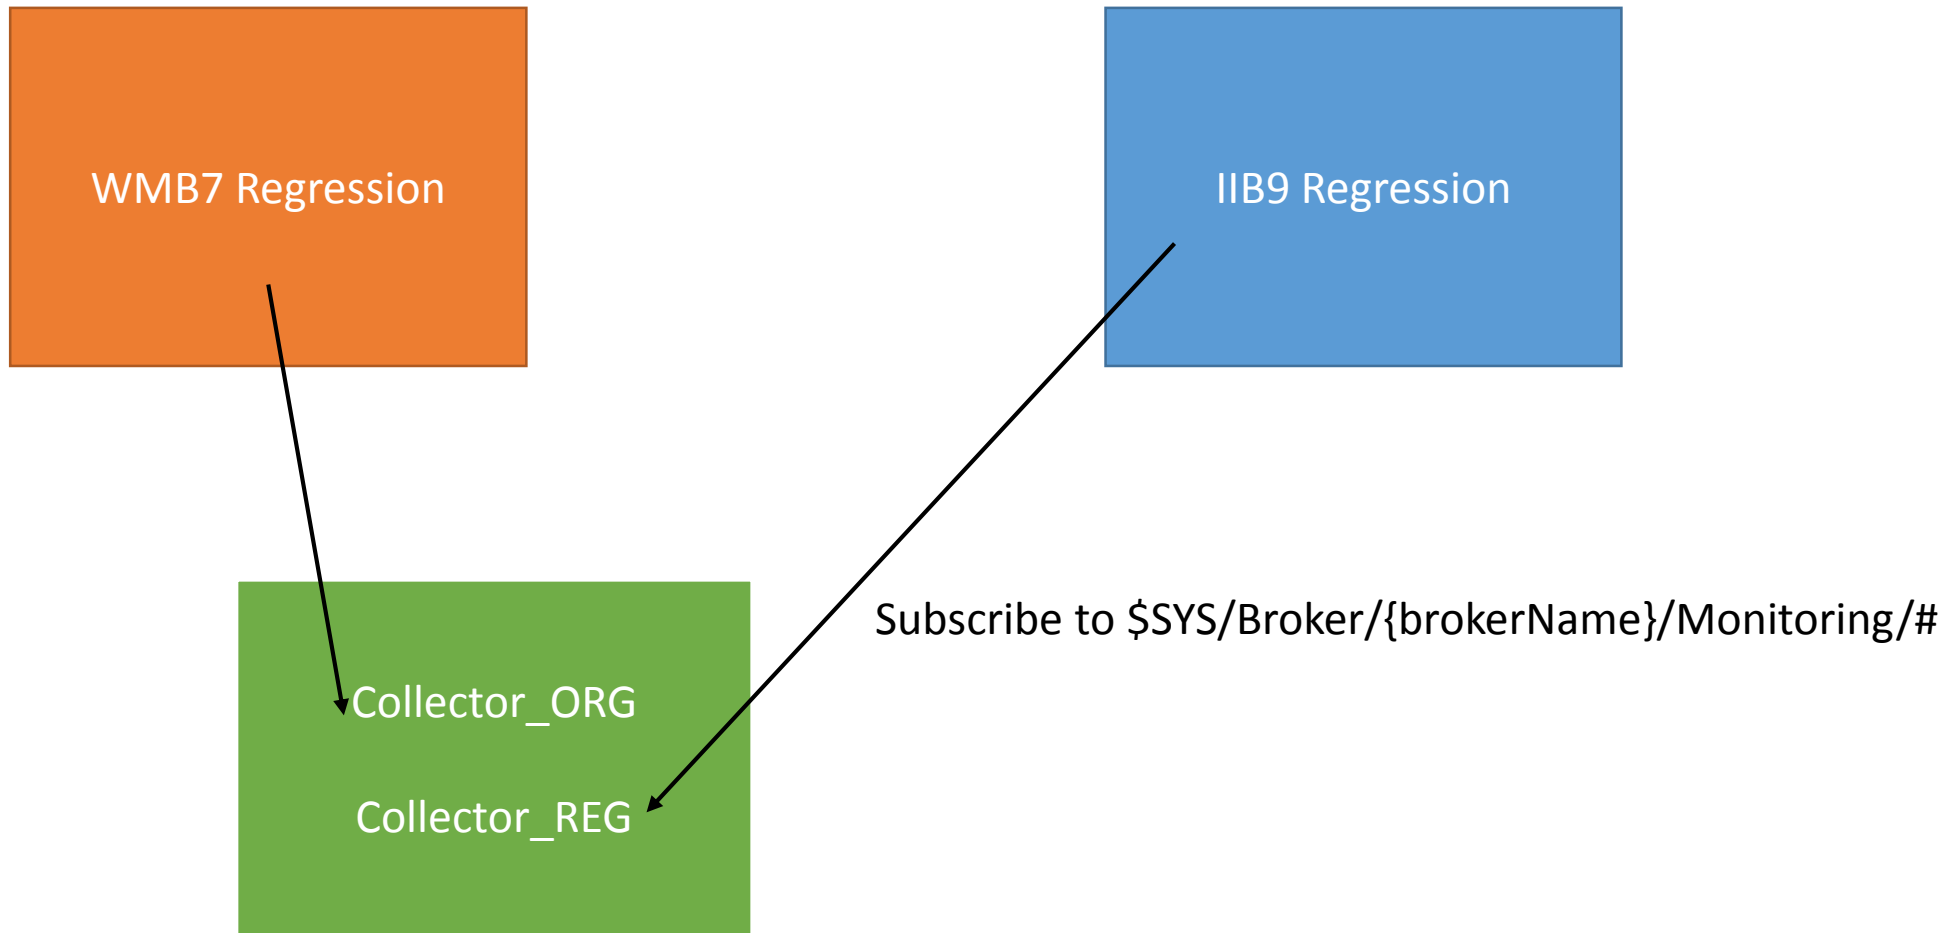 WMB7 Regression
IIB9 Regression
Subscribe to $SYS/Broker/{brokerName}/Monitoring/#
Collector_ORG
Collector_REG